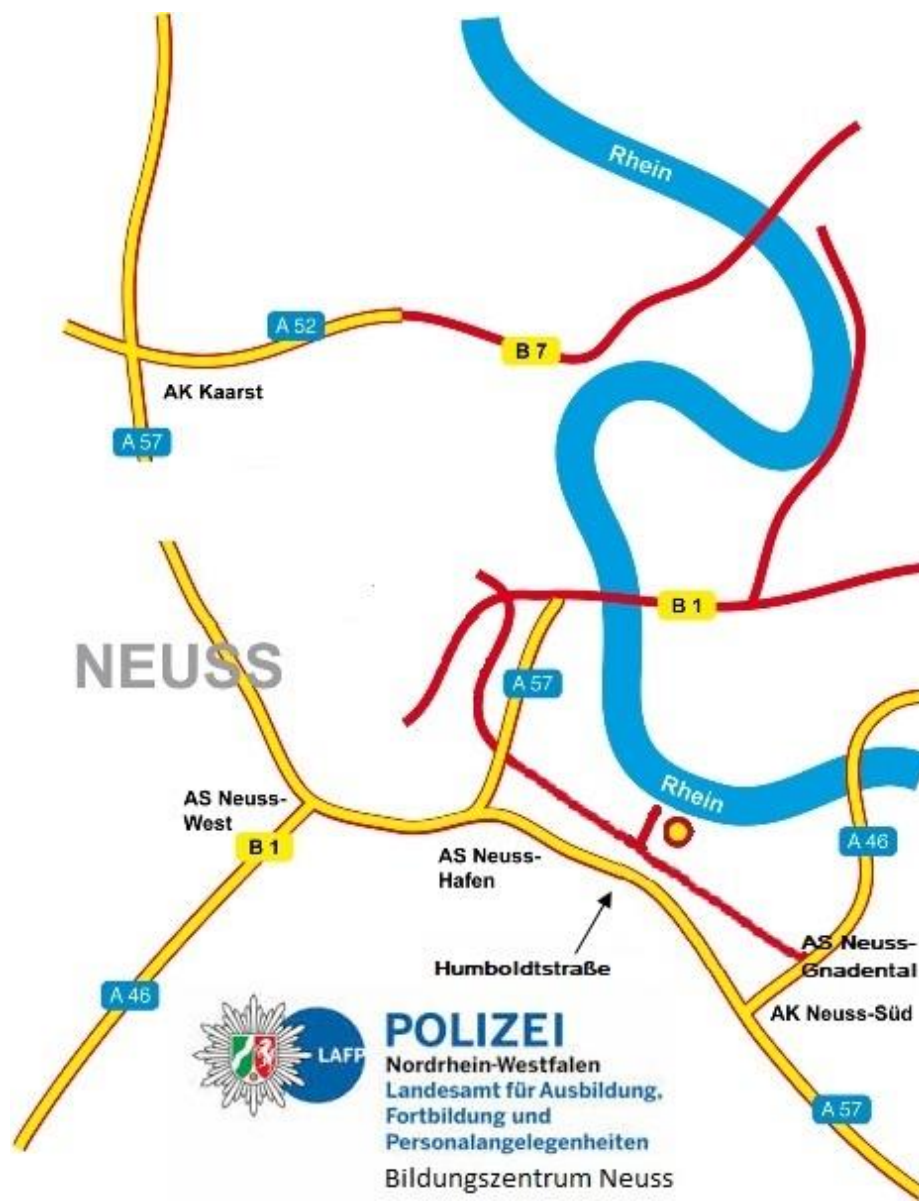 Rhein
A 52
B 7
AK Kaarst
A 57
B 1
NEUSS
A 57
Rhein
AS Neuss-
West
B 1
A 46
AS Neuss-
Hafen
AS Neuss-
Gnadental
Humboldtstraße
A 46
AK Neuss-Süd
LAFP
POLIZEI
Nordrhein-Westfalen
Landesamt für Ausbildung,
Fortbildung und
Personalangelegenheiten
Bildungszentrum Neuss
A 57